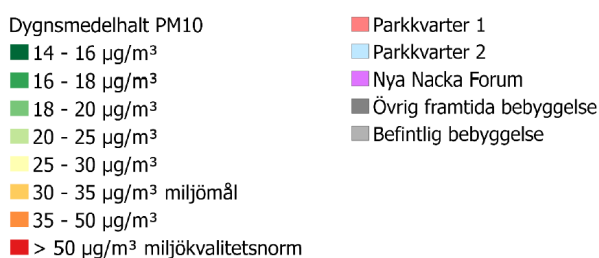 Dygnsmedelhalt PM10
14 - 16 µg/m³
16 - 18 µg/m³
18 - 20 µg/m³
20 - 25 µg/m³
25 - 30 µg/m³
30 - 35 µg/m³ miljömål
35 - 50 µg/m³
> 50 µg/m³ miljökvalitetsnorm
Parkkvarter 1
Parkkvarter 2
Nya Nacka Forum
Övrig framtida bebyggelse
Befintlig bebyggelse